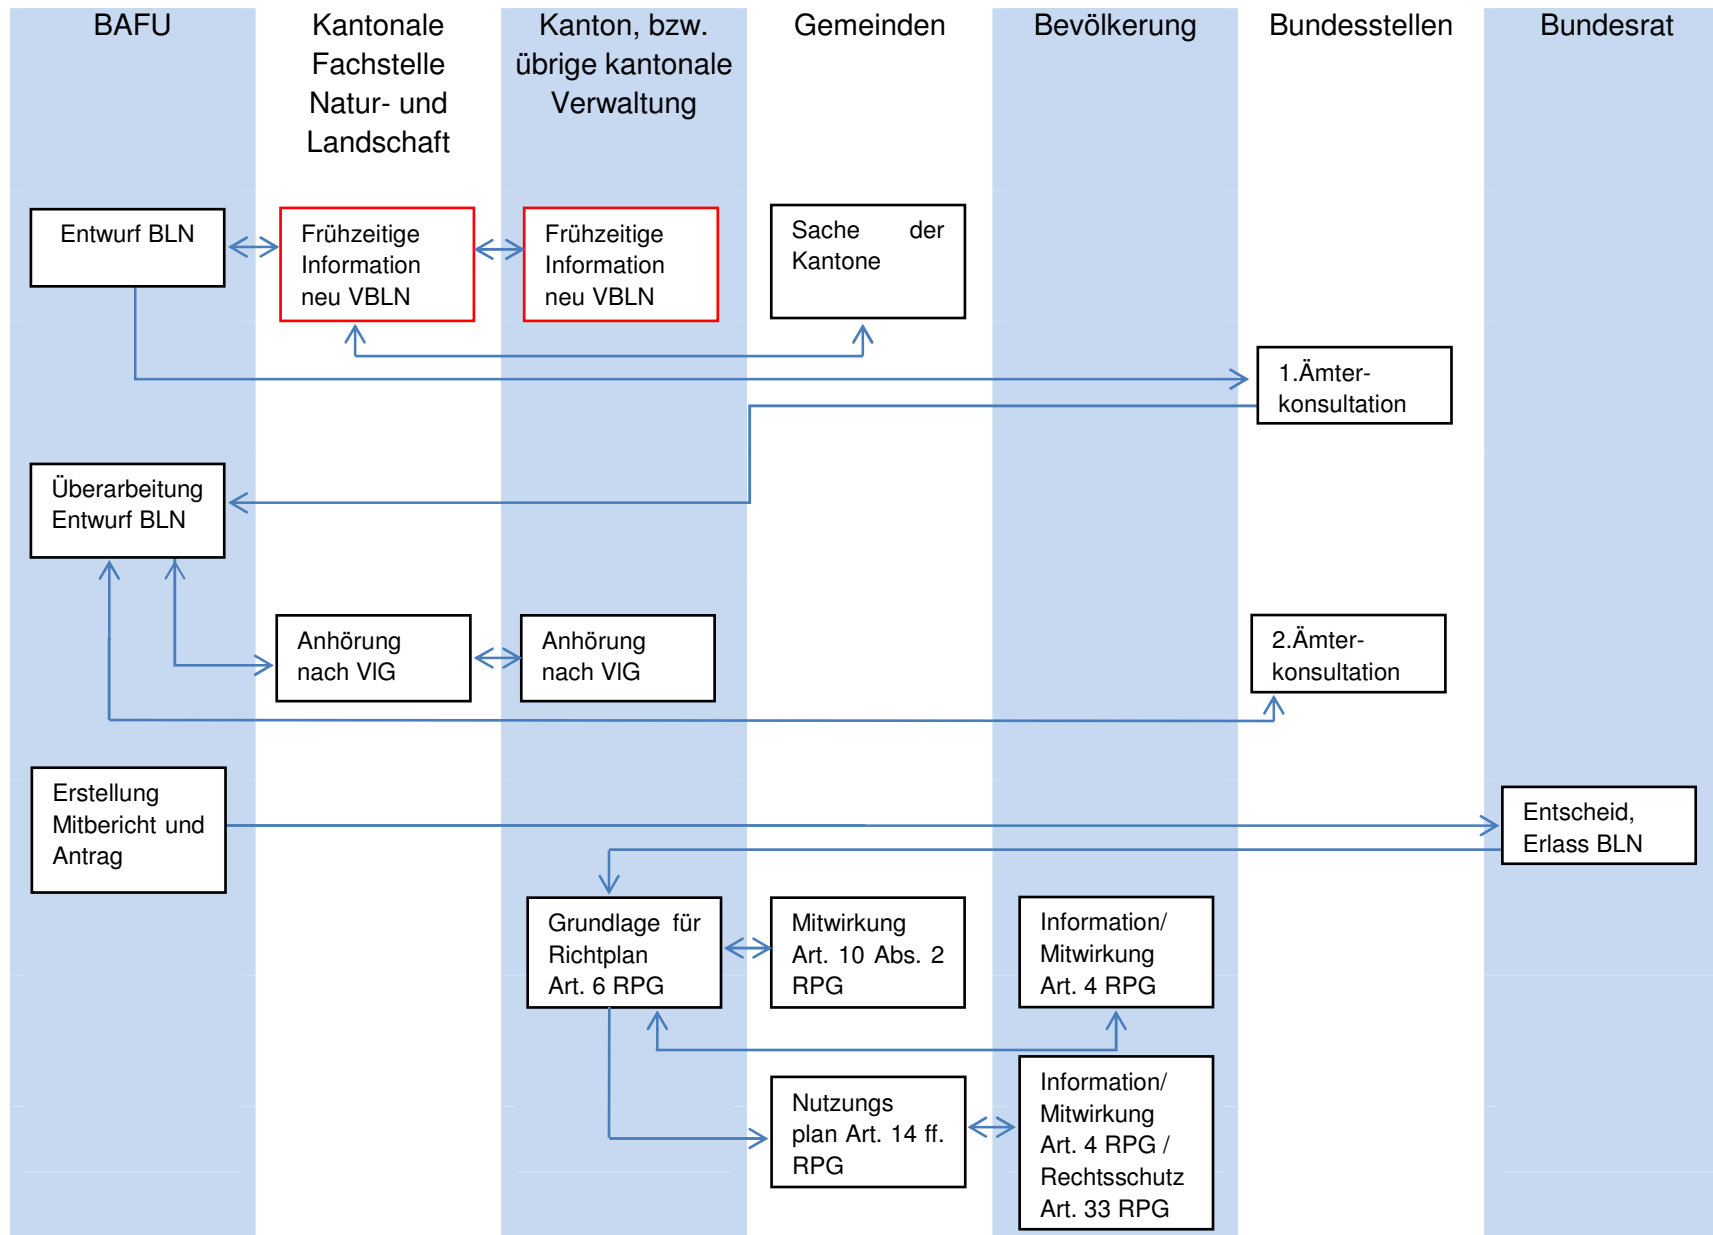 BAFU
Kantonale
Fachstelle
Natur- und
Landschaft
Kanton, bzw.
übrige kantonale
Verwaltung
Gemeinden
Bevölkerung
Bundesstellen
Bundesrat
Entwurf BLN
Frühzeitige
Information
neu VBLN
Frühzeitige
Information
neu VBLN
Sache der
Kantone
1.Ämter-
konsultation
Überarbeitung
Entwurf BLN
Anhörung
nach VlG
Anhörung
nach VlG
2.Ämter-
konsultation
Erstellung
Mitbericht und
Antrag
Entscheid,
Erlass BLN
Grundlage für
Richtplan
Art. 6 RPG
Mitwirkung
Art. 10 Abs. 2
RPG
Information/
Mitwirkung
Art. 4 RPG
Nutzungs
plan Art. 14 ff.
RPG
Information/
Mitwirkung
Art. 4 RPG /
Rechtsschutz
Art. 33 RPG